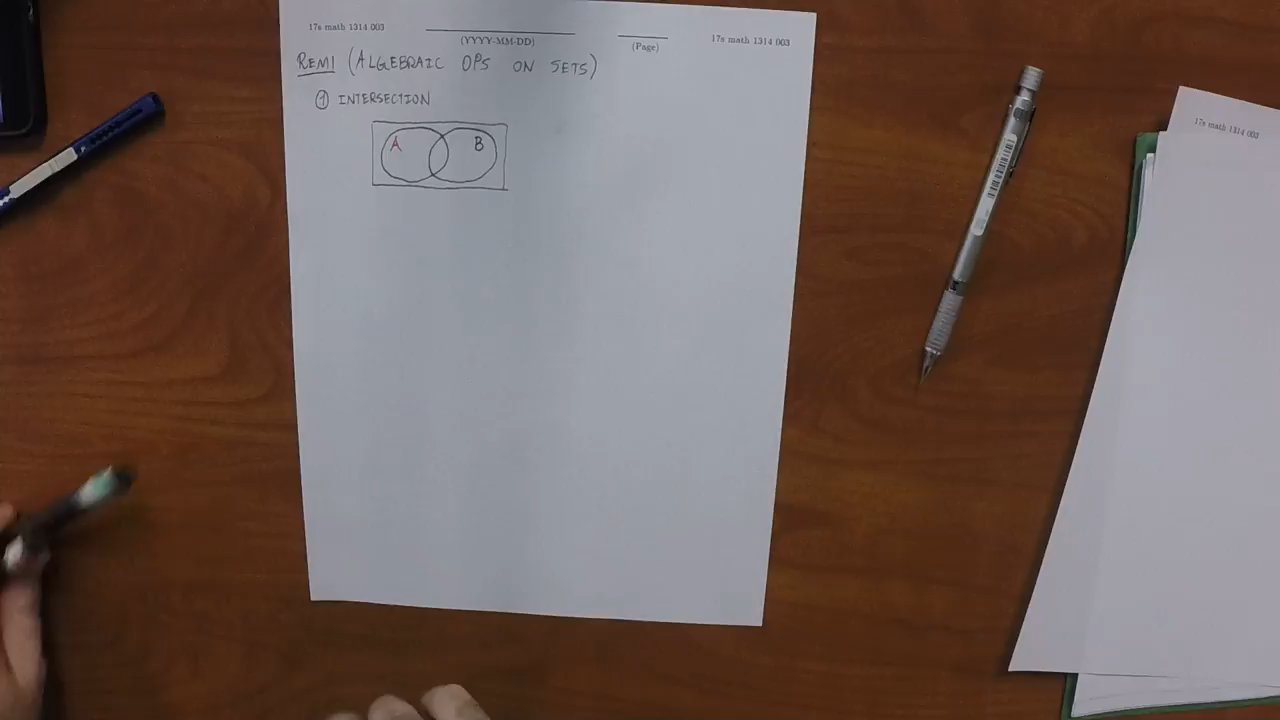 17s math 1314 003
(YYYY-MM-DD)
(Page)
17s math 1314 003
REM1 (ALGEBRAIC OPS ON SETS)
① INTERSECTION
A B
17s math 1314 003